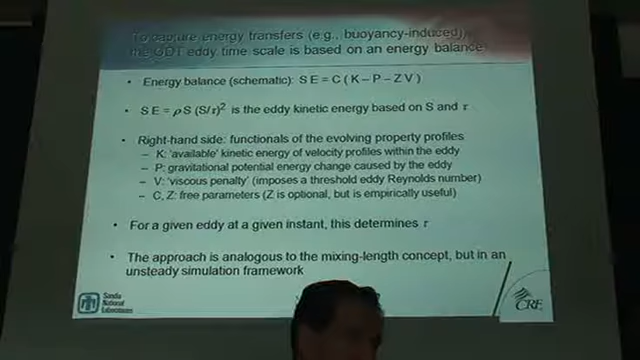 To capture energy transfers (e.g., buoyancy-induced),
the ODT eddy time scale is based on an energy balance
• Energy balance (schematic): S E = C ( K – P – Z V )
• S E = ρ S (S/τ)² is the eddy kinetic energy based on S and τ
• Right-hand side: functionals of the evolving property profiles
– K: 'available' kinetic energy of velocity profiles within the eddy
– P: gravitational potential energy change caused by the eddy
– V: 'viscous penalty' (imposes a threshold eddy Reynolds number)
– C, Z: free parameters (Z is optional, but is empirically useful)
• For a given eddy at a given instant, this determines τ
• The approach is analogous to the mixing-length concept, but in an
unsteady simulation framework
Sandia
National
Laboratories
CRF